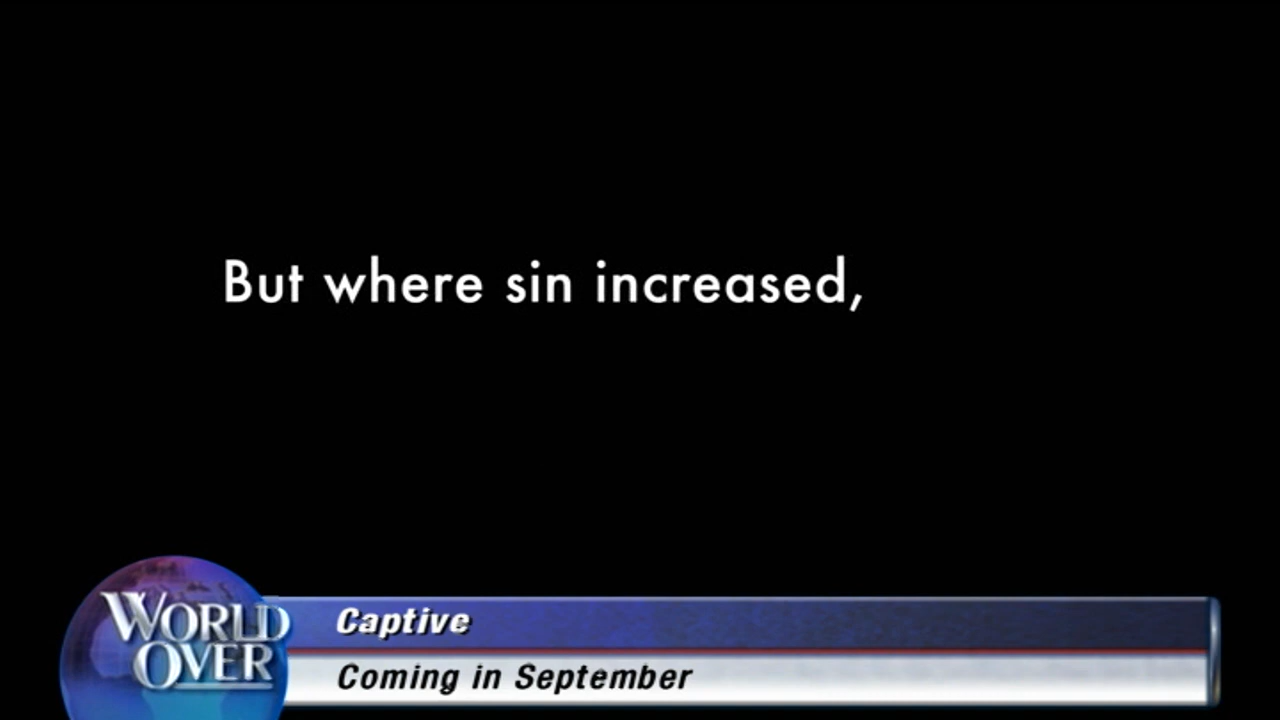 But where sin increased,
WORLD
OVER
Captive
Coming in September